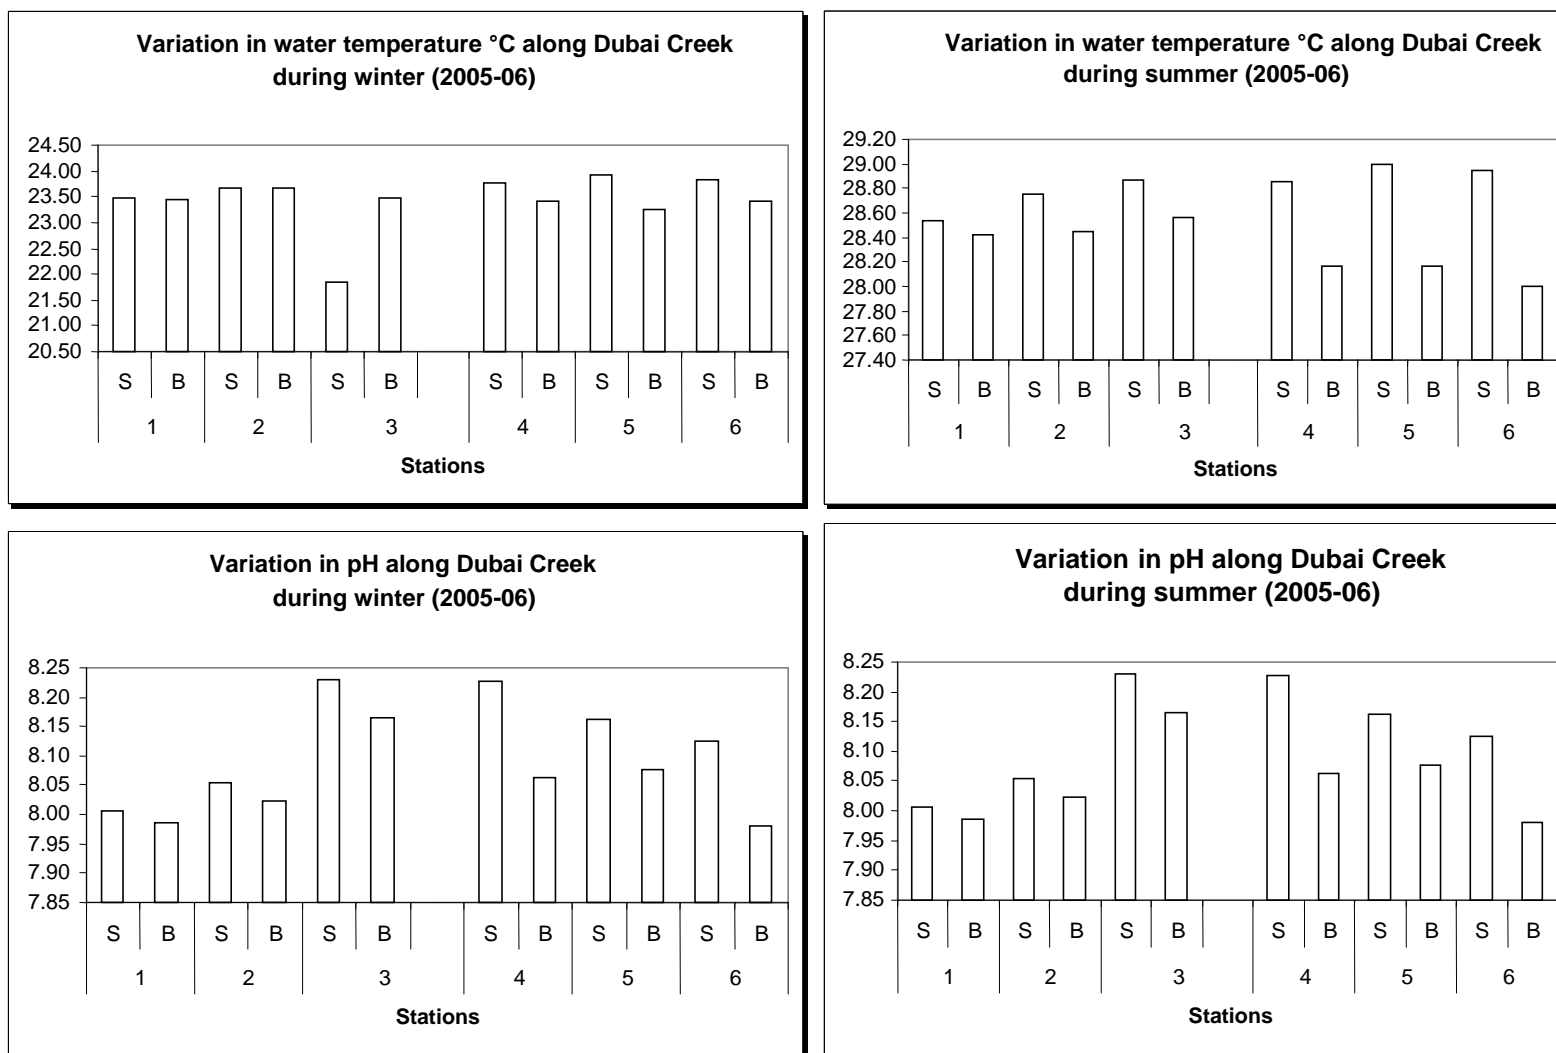 Variation in water temperature °C along Dubai Creek
during winter (2005-06)
24.50
24.00
23.50
23.00
22.50
22.00
21.50
21.00
20.50
S B S B S B S B S B S B
1 2 3 4 5 6
Stations
Variation in water temperature °C along Dubai Creek
during summer (2005-06)
29.20
29.00
28.80
28.60
28.40
28.20
28.00
27.80
27.60
27.40
S B S B S B S B S B S B
1 2 3 4 5 6
Stations
Variation in pH along Dubai Creek
during winter (2005-06)
8.25
8.20
8.15
8.10
8.05
8.00
7.95
7.90
7.85
S B S B S B S B S B S B
1 2 3 4 5 6
Stations
Variation in pH along Dubai Creek
during summer (2005-06)
8.25
8.20
8.15
8.10
8.05
8.00
7.95
7.90
7.85
S B S B S B S B S B S B
1 2 3 4 5 6
Stations